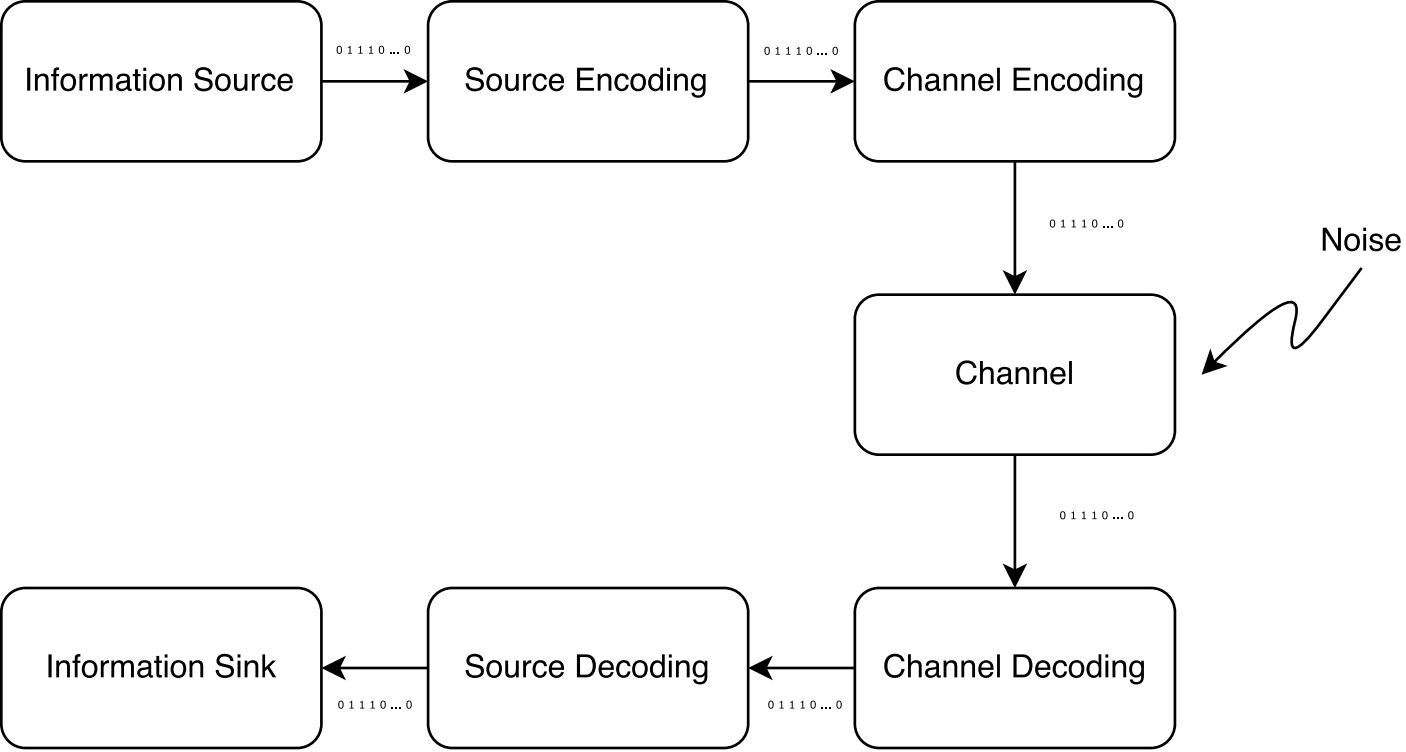 Information Source
0 1 1 1 0 ... 0
Source Encoding
0 1 1 1 0 ... 0
Channel Encoding
0 1 1 1 0 ... 0
Noise
Channel
0 1 1 1 0 ... 0
Information Sink
0 1 1 1 0 ... 0
Source Decoding
0 1 1 1 0 ... 0
Channel Decoding